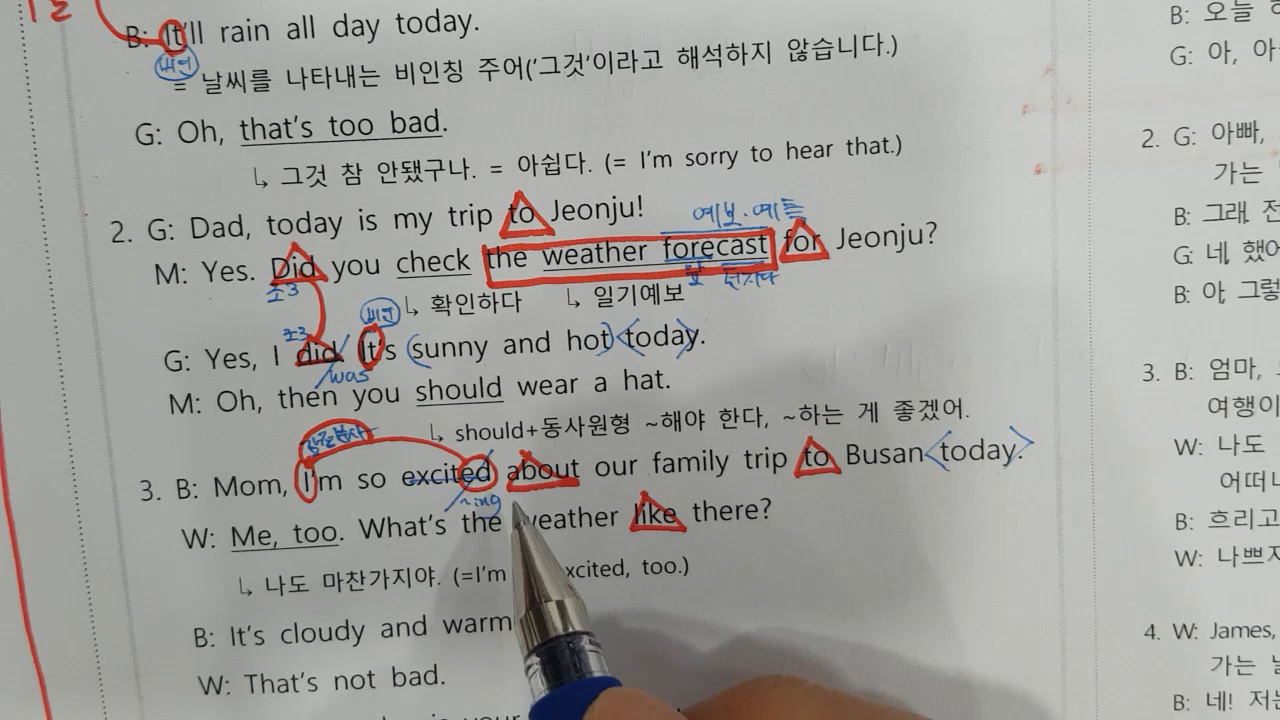 B: It'll rain all day today.
비인칭
= 날씨를 나타내는 비인칭 주어('그것'이라고 해석하지 않습니다.)
G: Oh, that's too bad.
↳ 그것 참 안됐구나. = 아쉽다. (= I'm sorry to hear that.)
예보·예측
2. G: Dad, today is my trip to Jeonju!
M: Yes. Did you check the weather forecast for Jeonju?
앞 던지다
↳ 확인하다 ↳ 일기예보
G: Yes, I did. It's (sunny and hot) <today>.
was
M: Oh, then you should wear a hat.
↳ should+동사원형 ~해야 한다, ~하는 게 좋겠어.
3. B: Mom, I'm so excited about our family trip to Busan <today>.
~ing
W: Me, too. What's the weather like there?
↳ 나도 마찬가지야. (=I'm excited, too.)
B: It's cloudy and warm
W: That's not bad.
B: 오늘
G: 아, 아
2. G: 아빠,
가는
B: 그래. 전
G: 네, 했어
B: 아, 그렇
3. B: 엄마,
여행이
W: 나도
어떠니
B: 흐리고
W: 나쁘지
4. W: James,
가는 날
B: 네! 저는